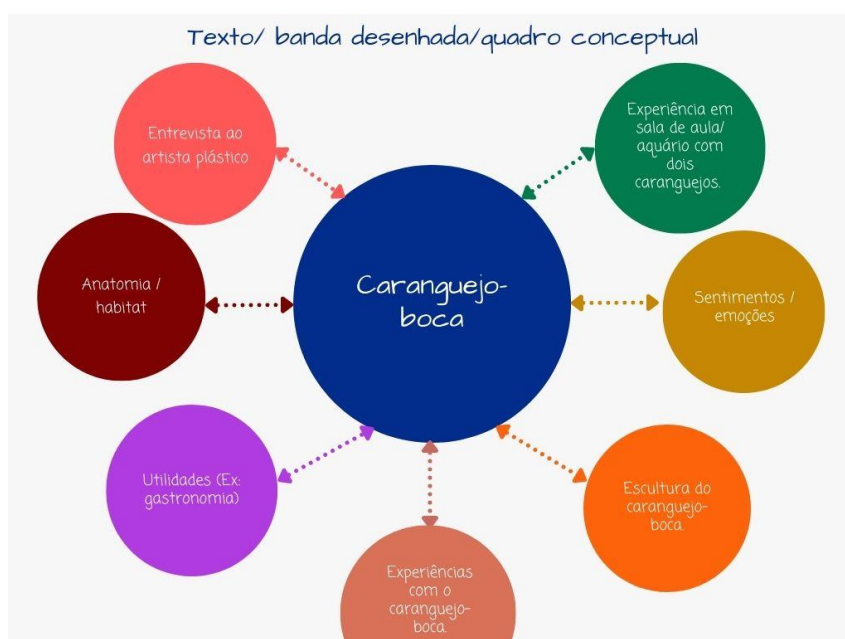 Texto/ banda desenhada/quadro conceptual
Entrevista ao
artista plástico
Experiência em
sala de aula/
aquário com
dois
caranguejos.
Anatomia /
habitat
Caranguejo-
boca
Sentimentos /
emoções
Utilidades (Ex:
gastronomia)
Escultura do
caranguejo-
boca.
Experiências
com o
caranguejo-
boca.